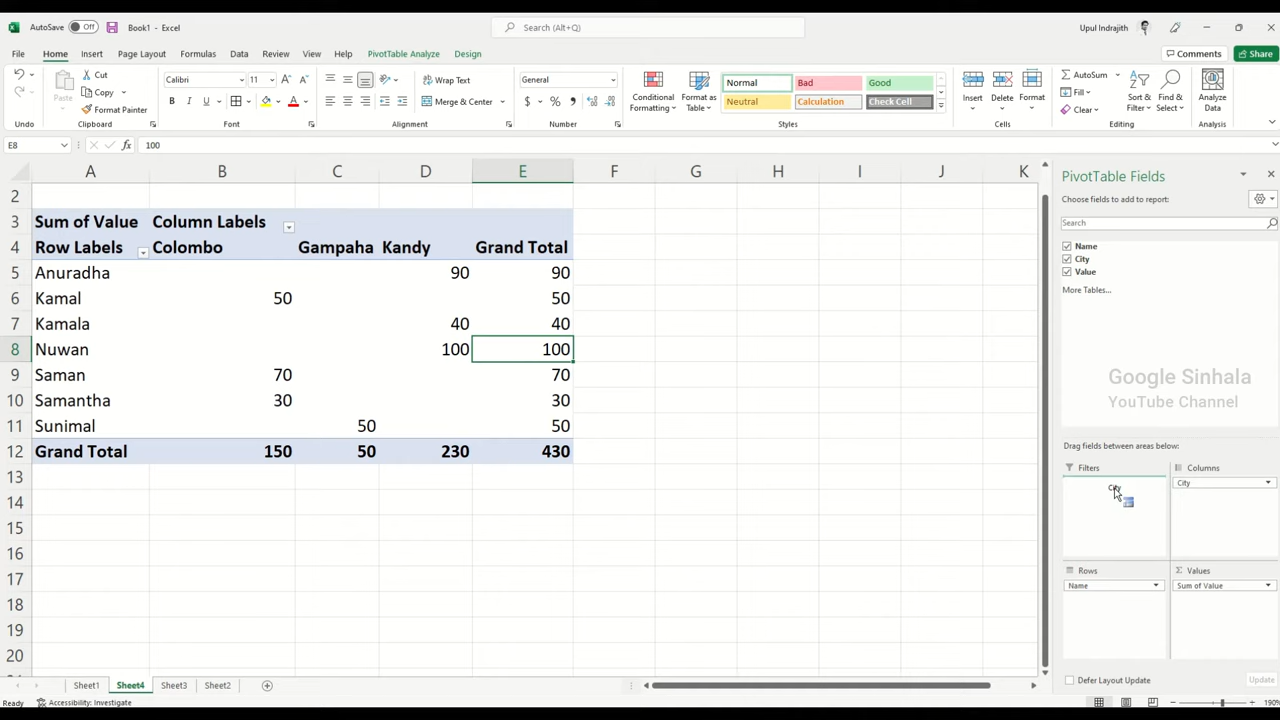 AutoSave Off Book1 - Excel Search (Alt+Q) Upul Indrajith
File Home Insert Page Layout Formulas Data Review View Help PivotTable Analyze Design Comments Share
Cut Calibri 11 Wrap Text General Normal Bad Good AutoSum
Paste Copy Conditional Formatting Format as Table Insert Delete Format Fill Sort & Filter Find & Select Analyze Data
Format Painter B I U A Merge & Center $ % Neutral Calculation Check Cell Clear
Undo Clipboard Font Alignment Number Styles Cells Editing Analysis
E8 fx 100
A B C D E F G H I J K
2
3 Sum of Value Column Labels
4 Row Labels Colombo Gampaha Kandy Grand Total
5 Anuradha 90 90
6 Kamal 50 50
7 Kamala 40 40
8 Nuwan 100 100
9 Saman 70 70
10 Samantha 30 30
11 Sunimal 50 50
12 Grand Total 150 50 230 430
13
14
15
16
17
18
19
20
PivotTable Fields
Choose fields to add to report:
Search
Name
City
Value
More Tables...
Google Sinhala
YouTube Channel
Drag fields between areas below:
Filters Columns
City City
Rows Values
Name Sum of Value
Defer Layout Update Update
Sheet1 Sheet4 Sheet3 Sheet2
Ready Accessibility: Investigate 190%